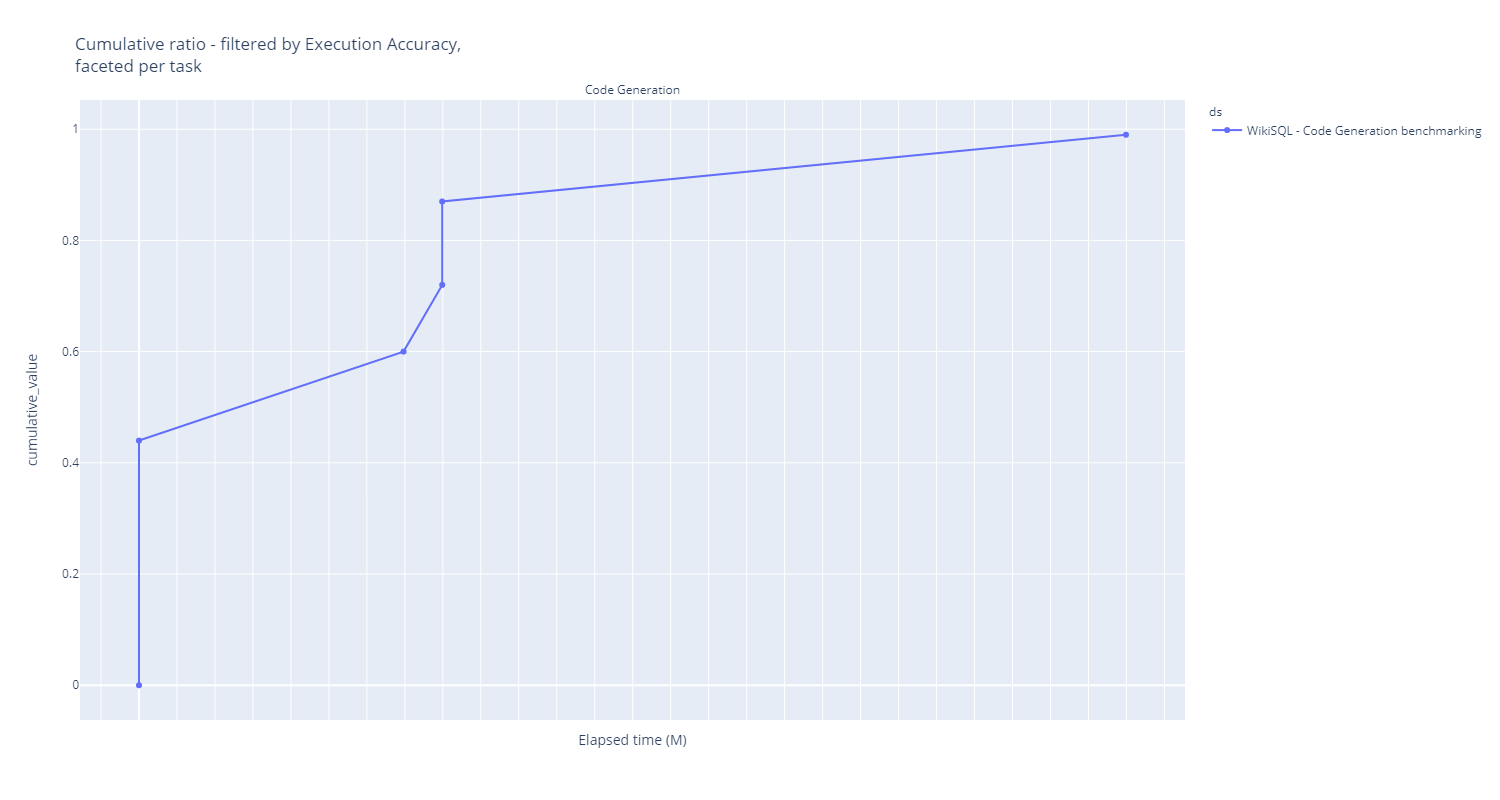 Cumulative ratio - filtered by Execution Accuracy,
faceted per task
Code Generation
ds
WikiSQL - Code Generation benchmarking
1
0.8
0.6
0.4
0.2
0
cumulative_value
Elapsed time (M)